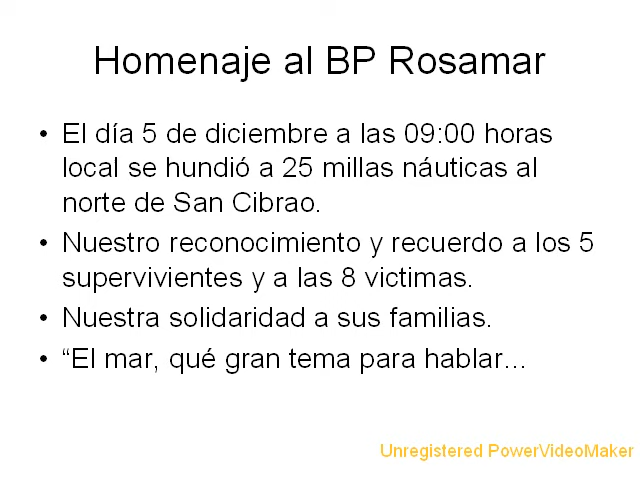 Homenaje al BP Rosamar
• El día 5 de diciembre a las 09:00 horas
local se hundió a 25 millas náuticas al
norte de San Cibrao.
• Nuestro reconocimiento y recuerdo a los 5
supervivientes y a las 8 victimas.
• Nuestra solidaridad a sus familias.
• “El mar, qué gran tema para hablar...
Unregistered PowerVideoMaker